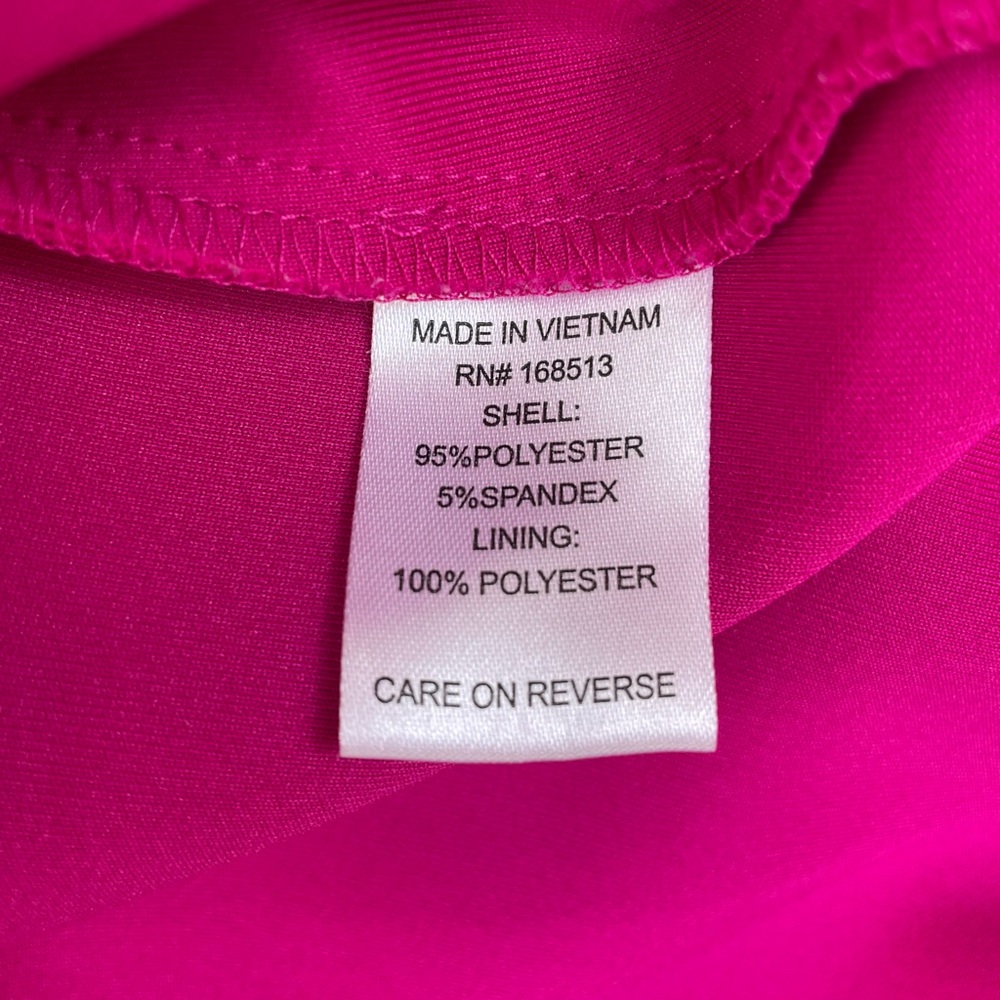 MADE IN VIETNAM
RN# 168513
SHELL:
95%POLYESTER
5%SPANDEX
LINING:
100% POLYESTER
CARE ON REVERSE